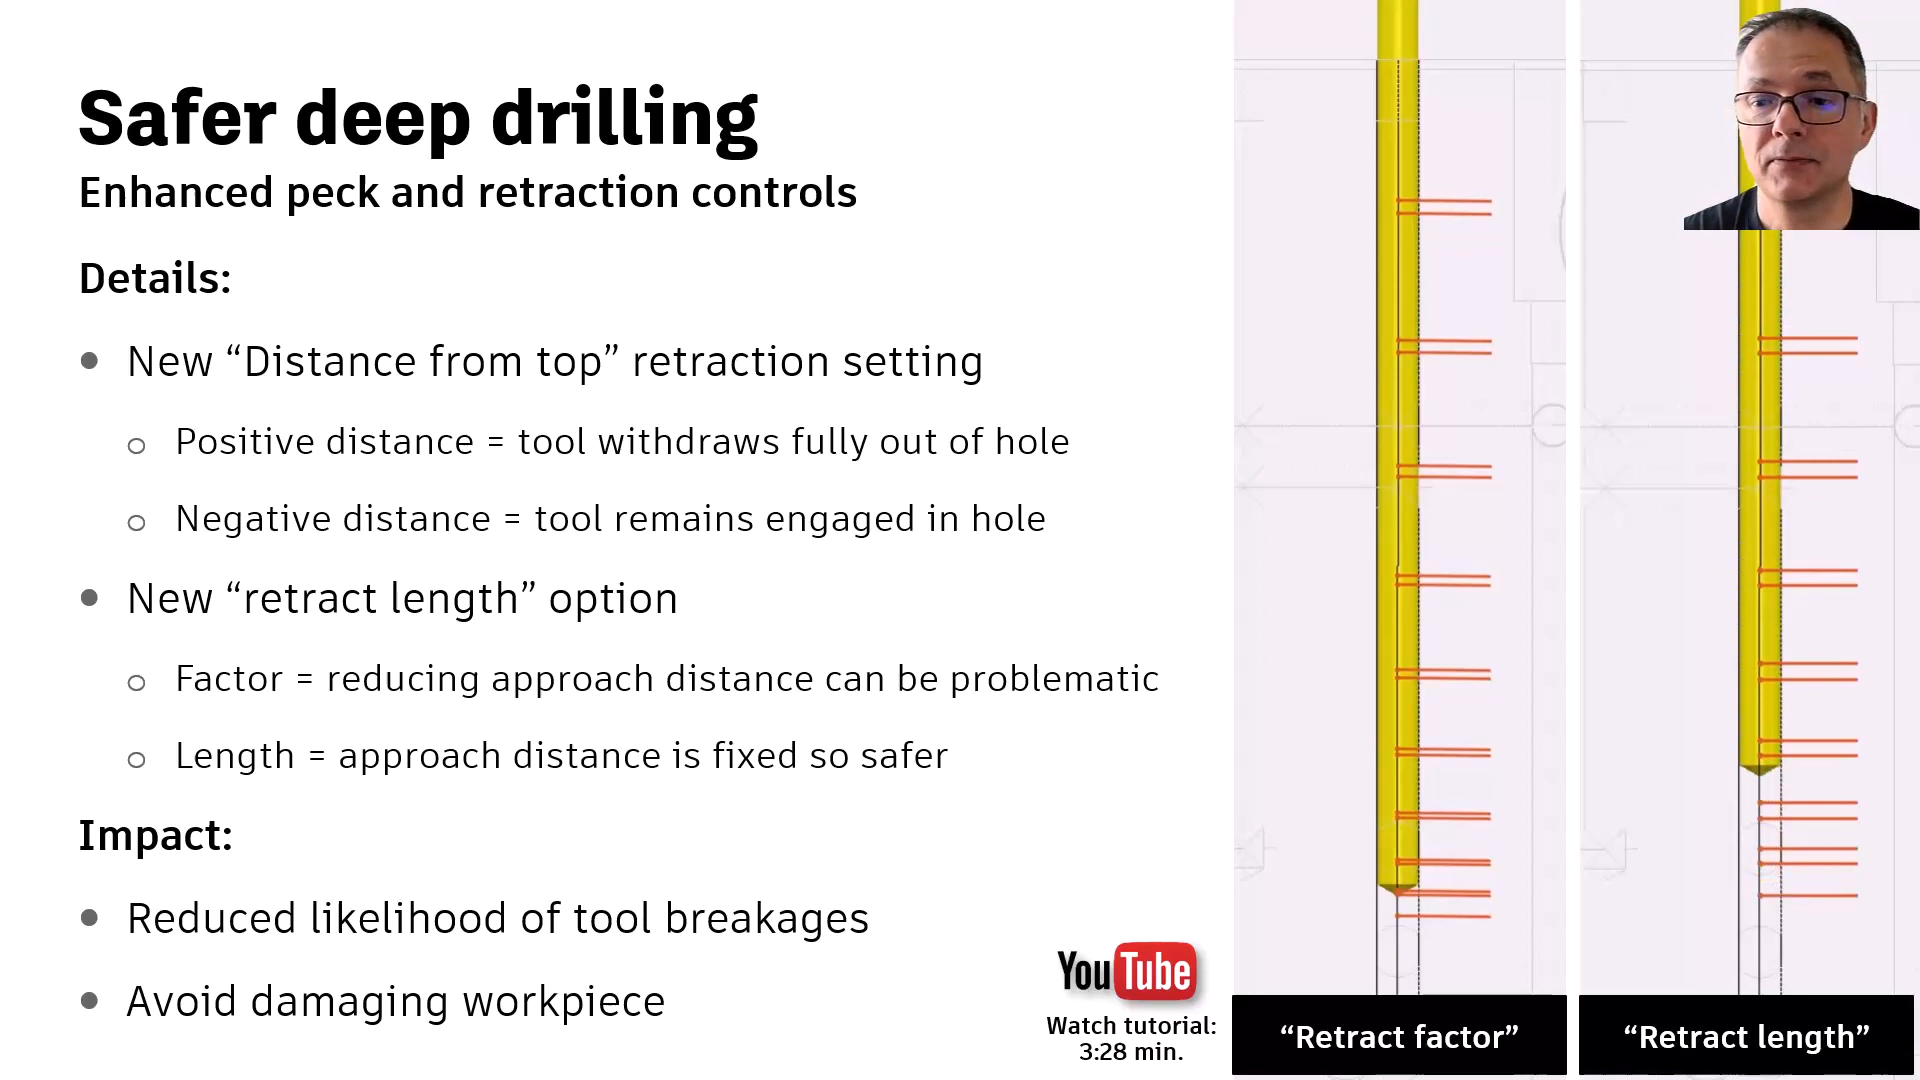 Safer deep drilling
Enhanced peck and retraction controls
Details:
New “Distance from top” retraction setting
Positive distance = tool withdraws fully out of hole
Negative distance = tool remains engaged in hole
New “retract length” option
Factor = reducing approach distance can be problematic
Length = approach distance is fixed so safer
Impact:
Reduced likelihood of tool breakages
Avoid damaging workpiece
YouTube
Watch tutorial:
3:28 min.
“Retract factor”
“Retract length”